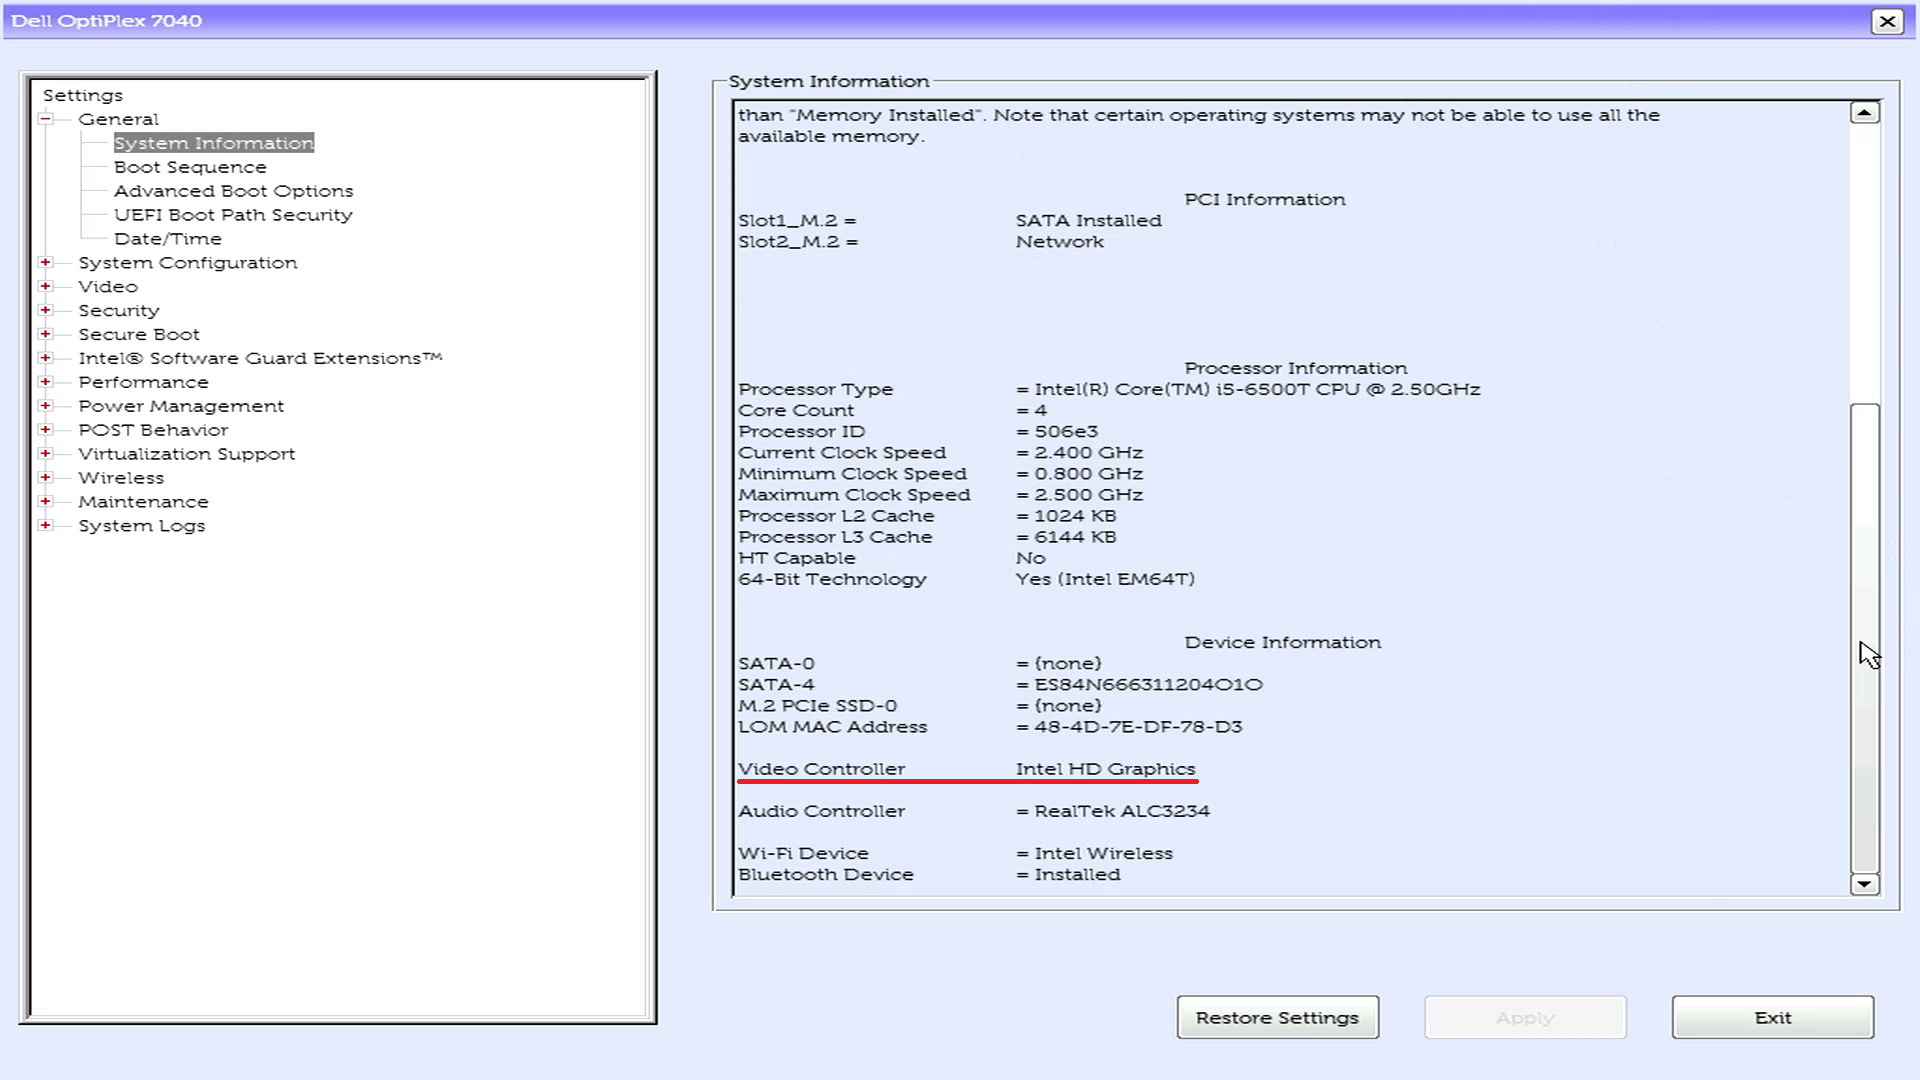 Dell OptiPlex 7040
Settings
General
System Information
Boot Sequence
Advanced Boot Options
UEFI Boot Path Security
Date/Time
System Configuration
Video
Security
Secure Boot
Intel® Software Guard Extensions™
Performance
Power Management
POST Behavior
Virtualization Support
Wireless
Maintenance
System Logs
System Information
than "Memory Installed". Note that certain operating systems may not be able to use all the
available memory.
PCI Information
Slot1_M.2 = SATA Installed
Slot2_M.2 = Network
Processor Information
Processor Type = Intel(R) Core(TM) i5-6500T CPU @ 2.50GHz
Core Count = 4
Processor ID = 506e3
Current Clock Speed = 2.400 GHz
Minimum Clock Speed = 0.800 GHz
Maximum Clock Speed = 2.500 GHz
Processor L2 Cache = 1024 KB
Processor L3 Cache = 6144 KB
HT Capable No
64-Bit Technology Yes (Intel EM64T)
Device Information
SATA-0 = {none}
SATA-4 = ES84N666311204O1O
M.2 PCIe SSD-0 = {none}
LOM MAC Address = 48-4D-7E-DF-78-D3
Video Controller Intel HD Graphics
Audio Controller = RealTek ALC3234
Wi-Fi Device = Intel Wireless
Bluetooth Device = Installed
Restore Settings
Apply
Exit